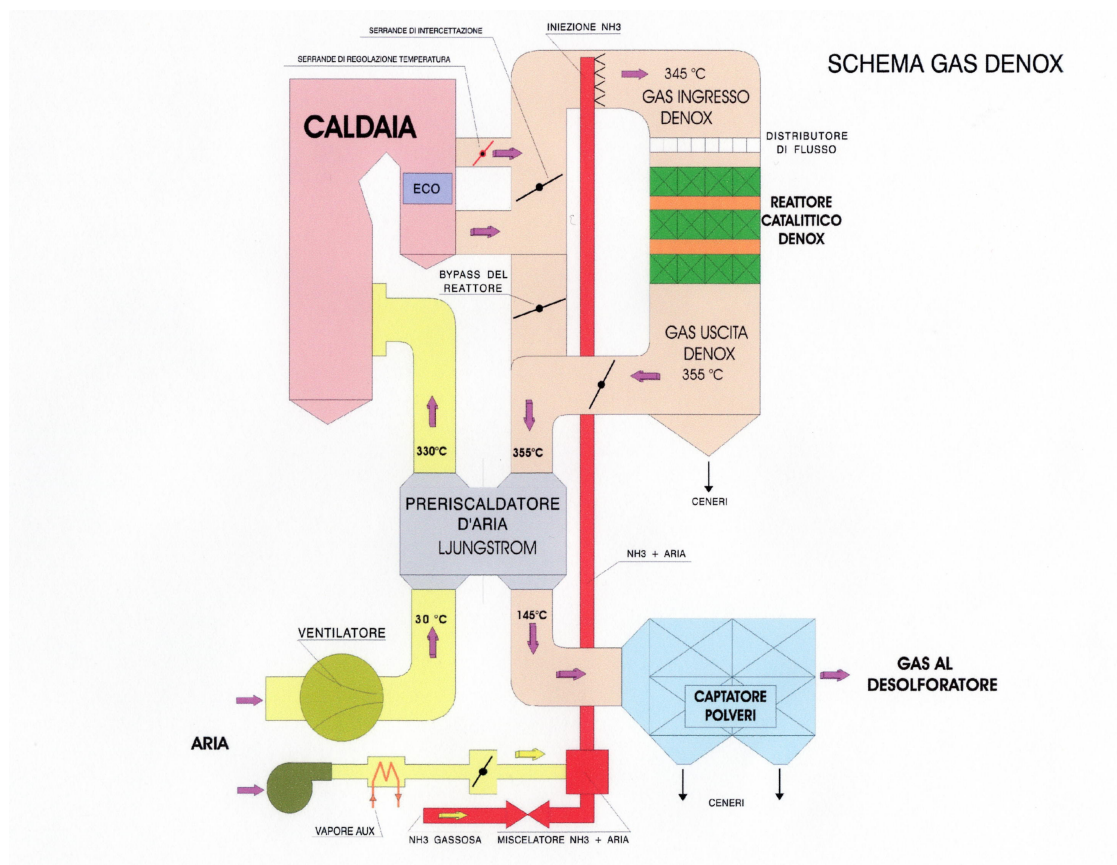 SERRANDE DI INTERCETTAZIONE
INIEZIONE NH3
SCHEMA GAS DENOX
SERRANDE DI REGOLAZIONE TEMPERATURA
345 °C
GAS INGRESSO
DENOX
CALDAIA
DISTRIBUTORE
DI FLUSSO
ECO
REATTORE
CATALITTICO
DENOX
BYPASS DEL
REATTORE
GAS USCITA
DENOX
355 °C
330°C
355°C
CENERI
PRERISCALDATORE
D'ARIA
LJUNGSTROM
NH3 + ARIA
30 °C
145°C
VENTILATORE
GAS AL
DESOLFORATORE
CAPTATORE
POLVERI
ARIA
CENERI
VAPORE AUX
NH3 GASSOSA
MISCELATORE NH3 + ARIA